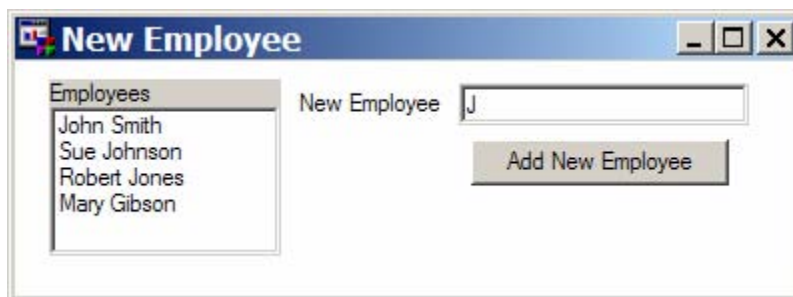 New Employee
Employees
John Smith
Sue Johnson
Robert Jones
Mary Gibson
New Employee J
Add New Employee